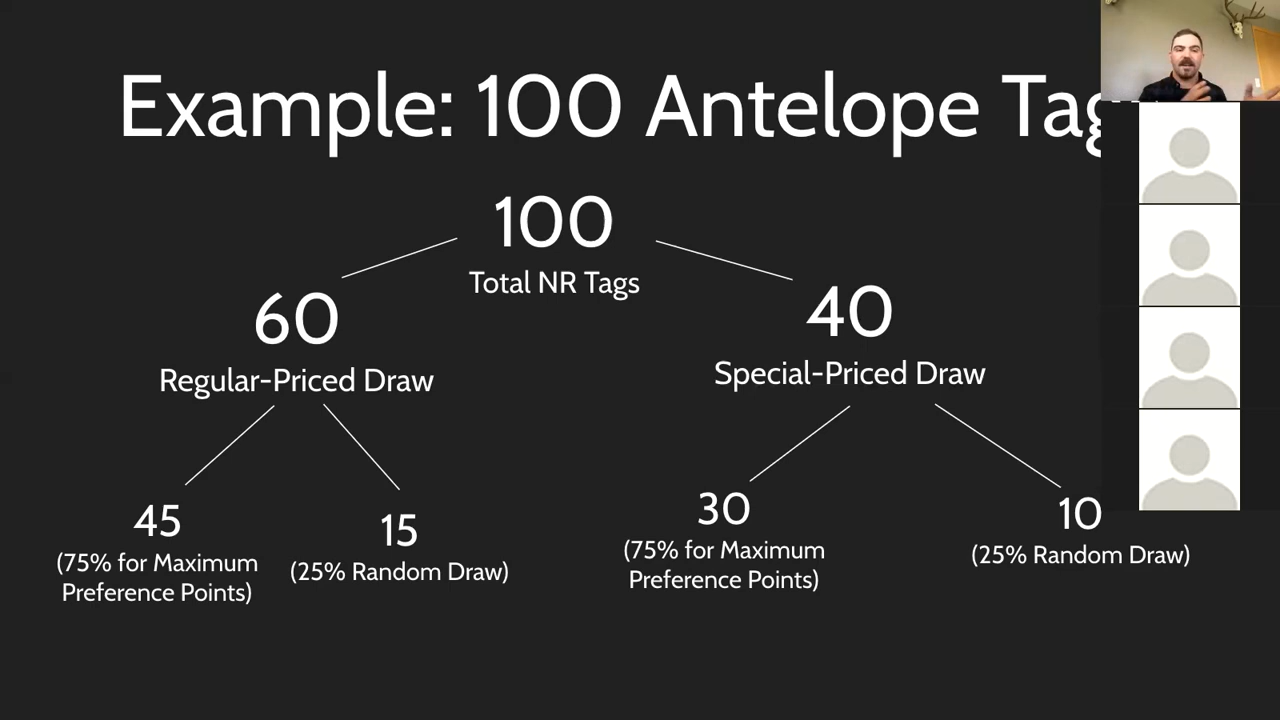 Example: 100 Antelope
100
Total NR Tags
60
Regular-Priced Draw
40
Special-Priced Draw
45
(75% for Maximum
Preference Points)
15
(25% Random Draw)
30
(75% for Maximum
Preference Points)
10
(25% Random Draw)